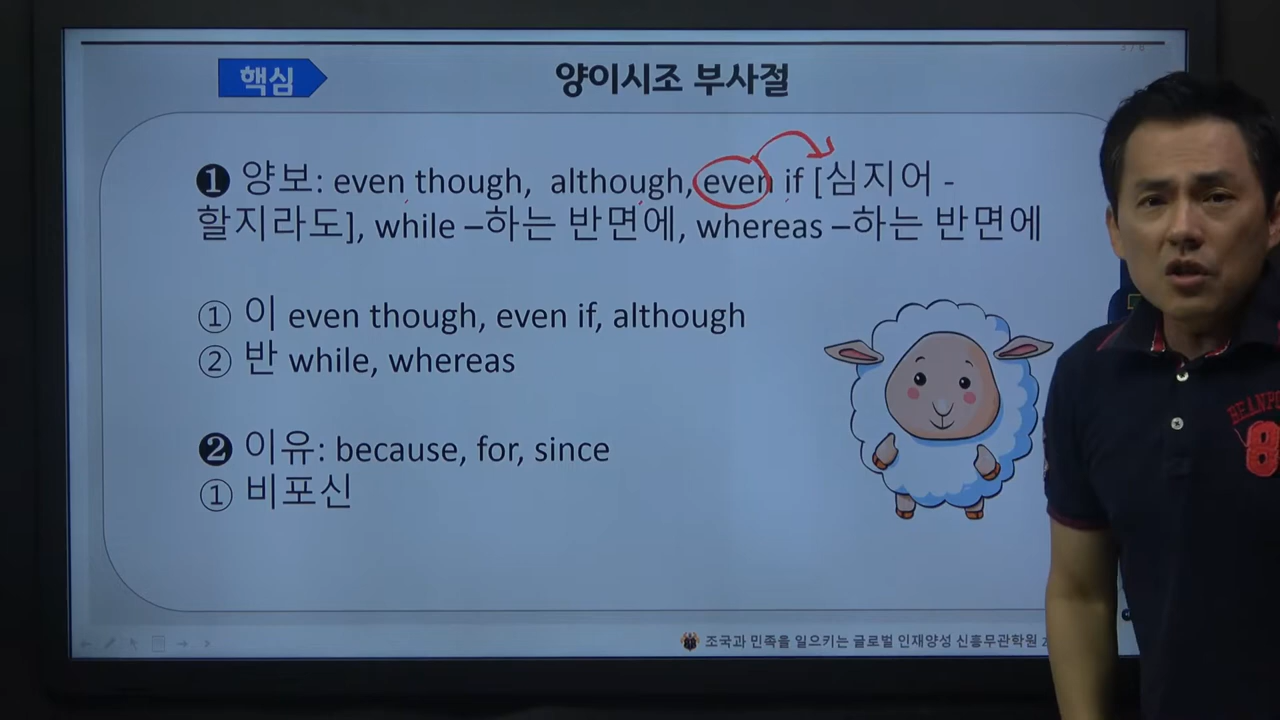 3 / 6
핵심
양이시조 부사절
❶ 양보: even though, although, even if [심지어 -
할지라도], while –하는 반면에, whereas –하는 반면에
① 이 even though, even if, although
② 반 while, whereas
❷ 이유: because, for, since
① 비포신
조국과 민족을 일으키는 글로벌 인재양성 신흥무관학원
8